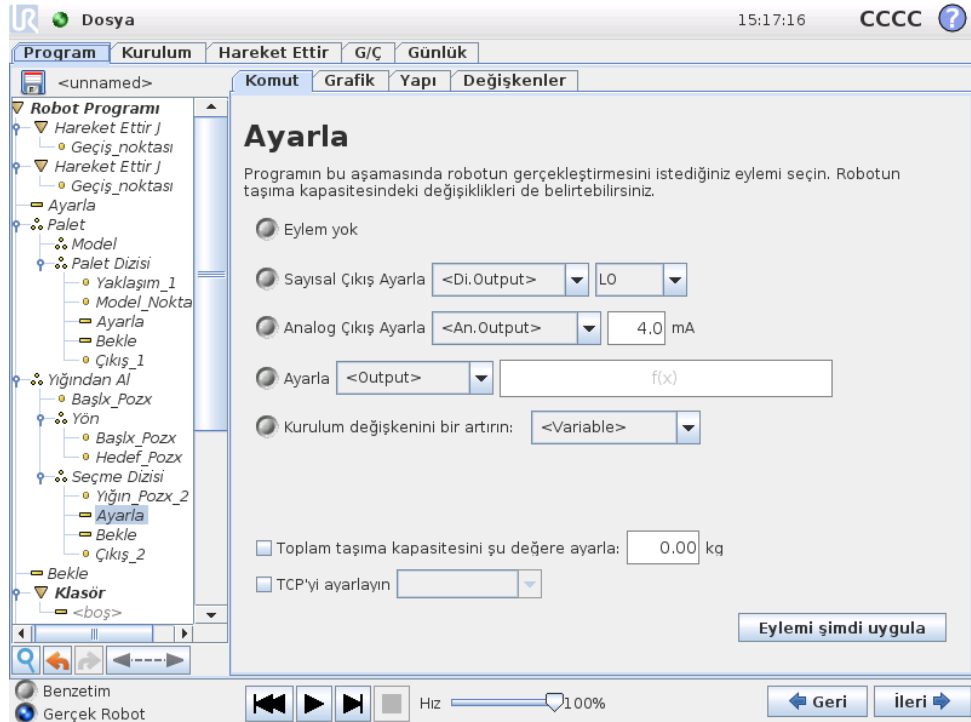 UR Dosya 15:17:16 CCCC ?
Program Kurulum Hareket Ettir G/Ç Günlük
<unnamed>
Komut Grafik Yapı Değişkenler
Robot Programı
Hareket Ettir J
Geçiş_noktası
Hareket Ettir J
Geçiş_noktası
Ayarla
Palet
Model
Palet Dizisi
Yaklaşım_1
Model_Nokta
Ayarla
Bekle
Çıkış_1
Yığından Al
Başlx_Pozx
Yön
Başlx_Pozx
Hedef_Pozx
Seçme Dizisi
Yığın_Pozx_2
Ayarla
Bekle
Çıkış_2
Bekle
Klasör
<boş>
Ayarla
Programın bu aşamasında robotun gerçekleştirmesini istediğiniz eylemi seçin. Robotun
taşıma kapasitesindeki değişiklikleri de belirtebilirsiniz.
Eylem yok
Sayısal Çıkış Ayarla <Di.Output> LO
Analog Çıkış Ayarla <An.Output> 4.0 mA
Ayarla <Output> f(x)
Kurulum değişkenini bir artırın: <Variable>
Toplam taşıma kapasitesini şu değere ayarla: 0.00 kg
TCP'yi ayarlayın
Eylemi şimdi uygula
Benzetim
Gerçek Robot
Hız 100%
Geri İleri